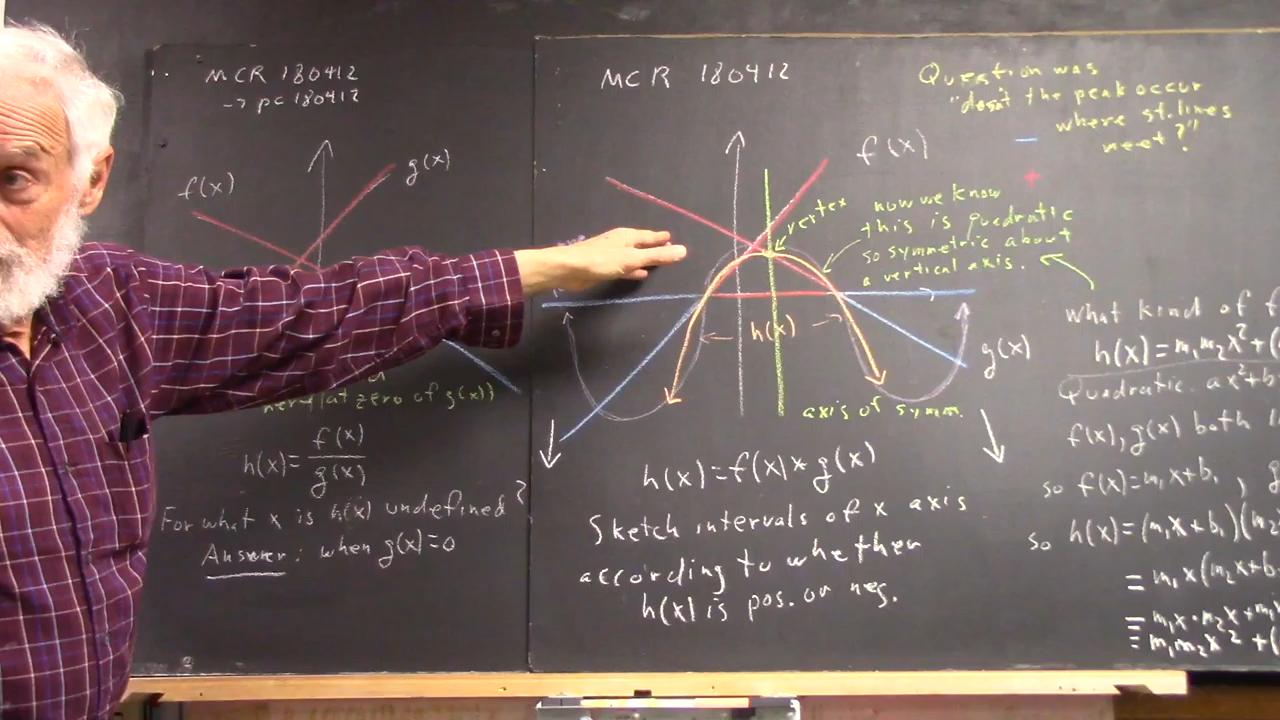 MCR 180412
→ pc 180412
f(x)
g(x)
(at zero of g(x))
h(x)= f(x)
g(x)
For what x is h(x) undefined?
Answer: when g(x)=0
MCR 180412
Question was
"doesn't the peak occur
where st. lines
meet?"
f(x)
-
+
vertex
now we know
this is quadratic
so symmetric about
a vertical axis.
h(x)
g(x)
axis of symm.
h(x)=f(x)*g(x)
Sketch intervals of x axis
according to whether
h(x) is pos. or neg.
What kind of f
h(x)=m₁m₂x²+(
Quadratic. ax²+b
f(x), g(x) both
so f(x)=m₁x+b₁, g
so h(x)=(m₁x+b₁)(m₂
=m₁x(m₂x+b
=m₁x·m₂x+m₁
=m₁m₂x²+(